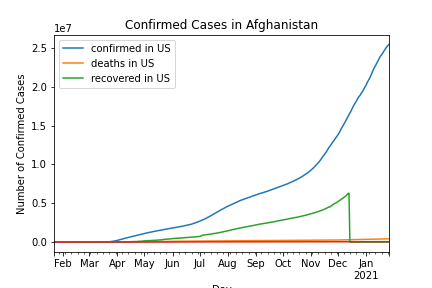 Confirmed Cases in Afghanistan
1e7
confirmed in US
deaths in US
recovered in US
Number of Confirmed Cases
2.5
2.0
1.5
1.0
0.5
0.0
Feb Mar Apr May Jun Jul Aug Sep Oct Nov Dec Jan
2021